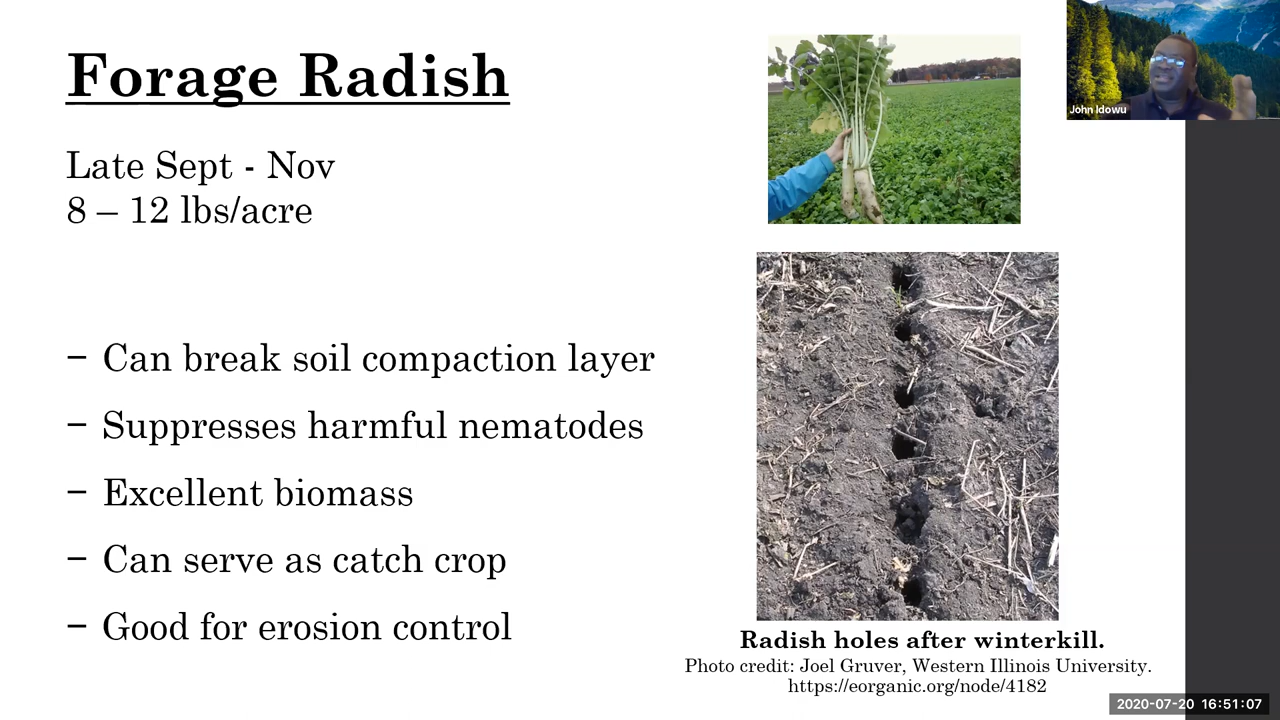 Forage Radish
Late Sept - Nov
8 – 12 lbs/acre
– Can break soil compaction layer
– Suppresses harmful nematodes
– Excellent biomass
– Can serve as catch crop
– Good for erosion control
John Idowu
Radish holes after winterkill.
Photo credit: Joel Gruver, Western Illinois University.
https://eorganic.org/node/4182
2020-07-20 16:51:07